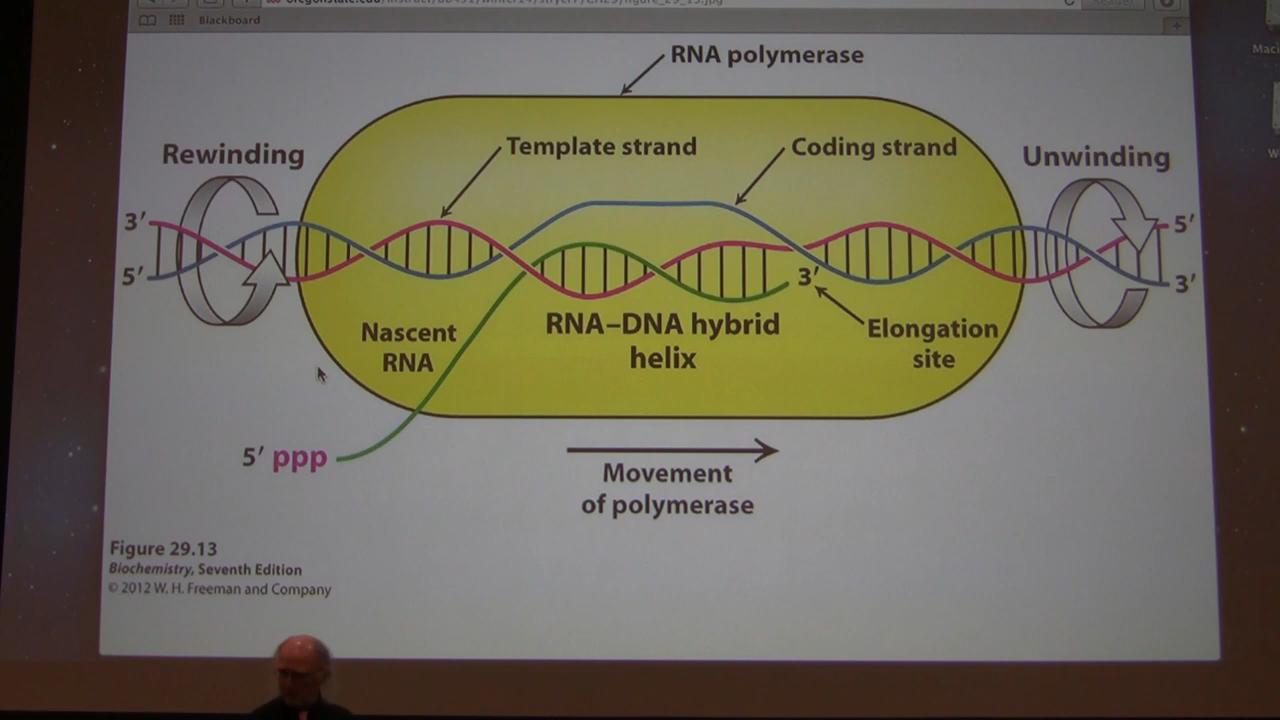 Blackboard
RNA polymerase
Template strand
Coding strand
Rewinding
Unwinding
3′
5′
5′
3′
3′
Nascent
RNA
RNA–DNA hybrid
helix
Elongation
site
5′ ppp
Movement
of polymerase
Figure 29.13
Biochemistry, Seventh Edition
© 2012 W. H. Freeman and Company